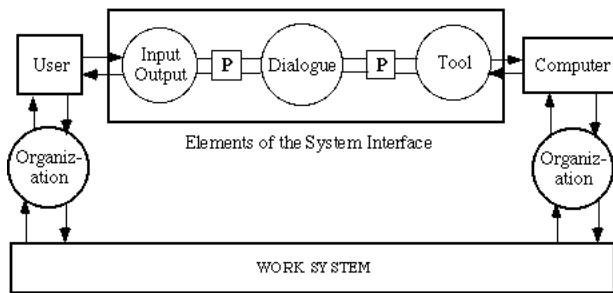 Input
Output
User
P
Dialogue
P
Tool
Computer
Elements of the System Interface
Organiz-
ation
Organiz-
ation
WORK SYSTEM